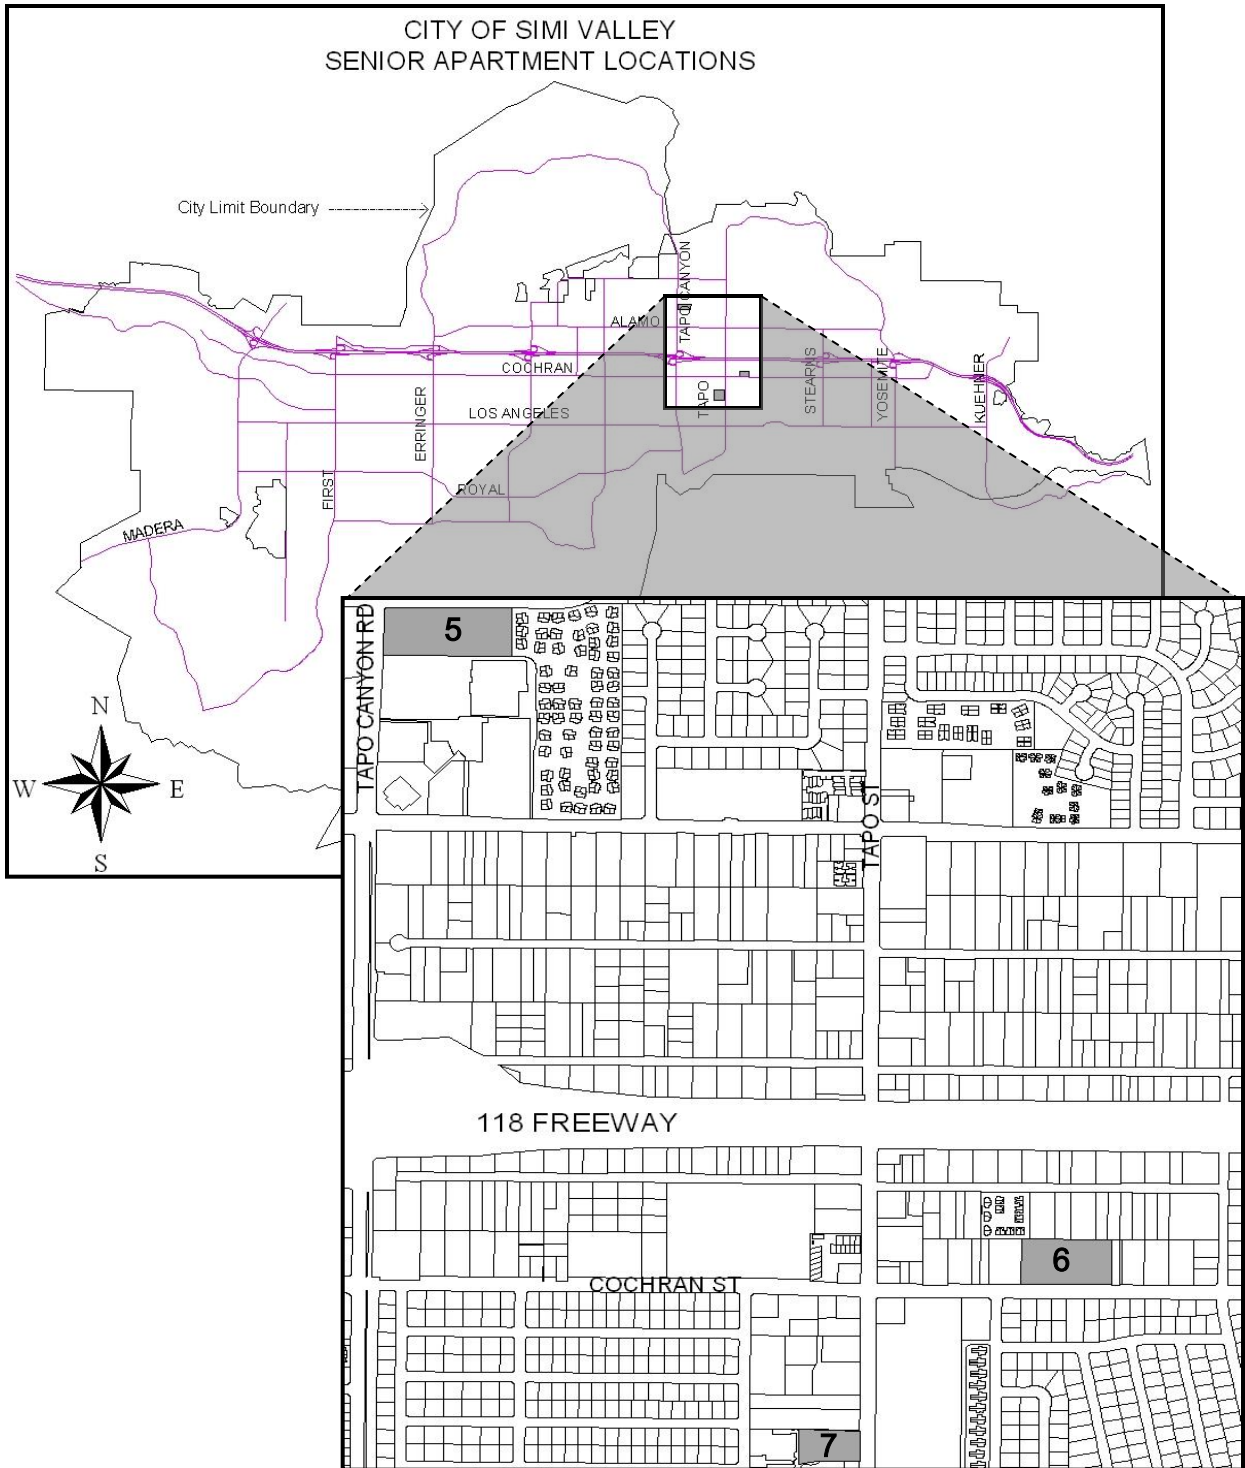 CITY OF SIMI VALLEY
SENIOR APARTMENT LOCATIONS
City Limit Boundary
TAPO CANYON
ALAMO
COCHRAN
TAPO
STEARNS
YOSEMITE
KUEHNER
ERRINGER
LOS ANGELES
FIRST
ROYAL
MADERA
N
W
E
S
TAPO CANYON RD
5
TAPO ST
118 FREEWAY
6
COCHRAN ST
7